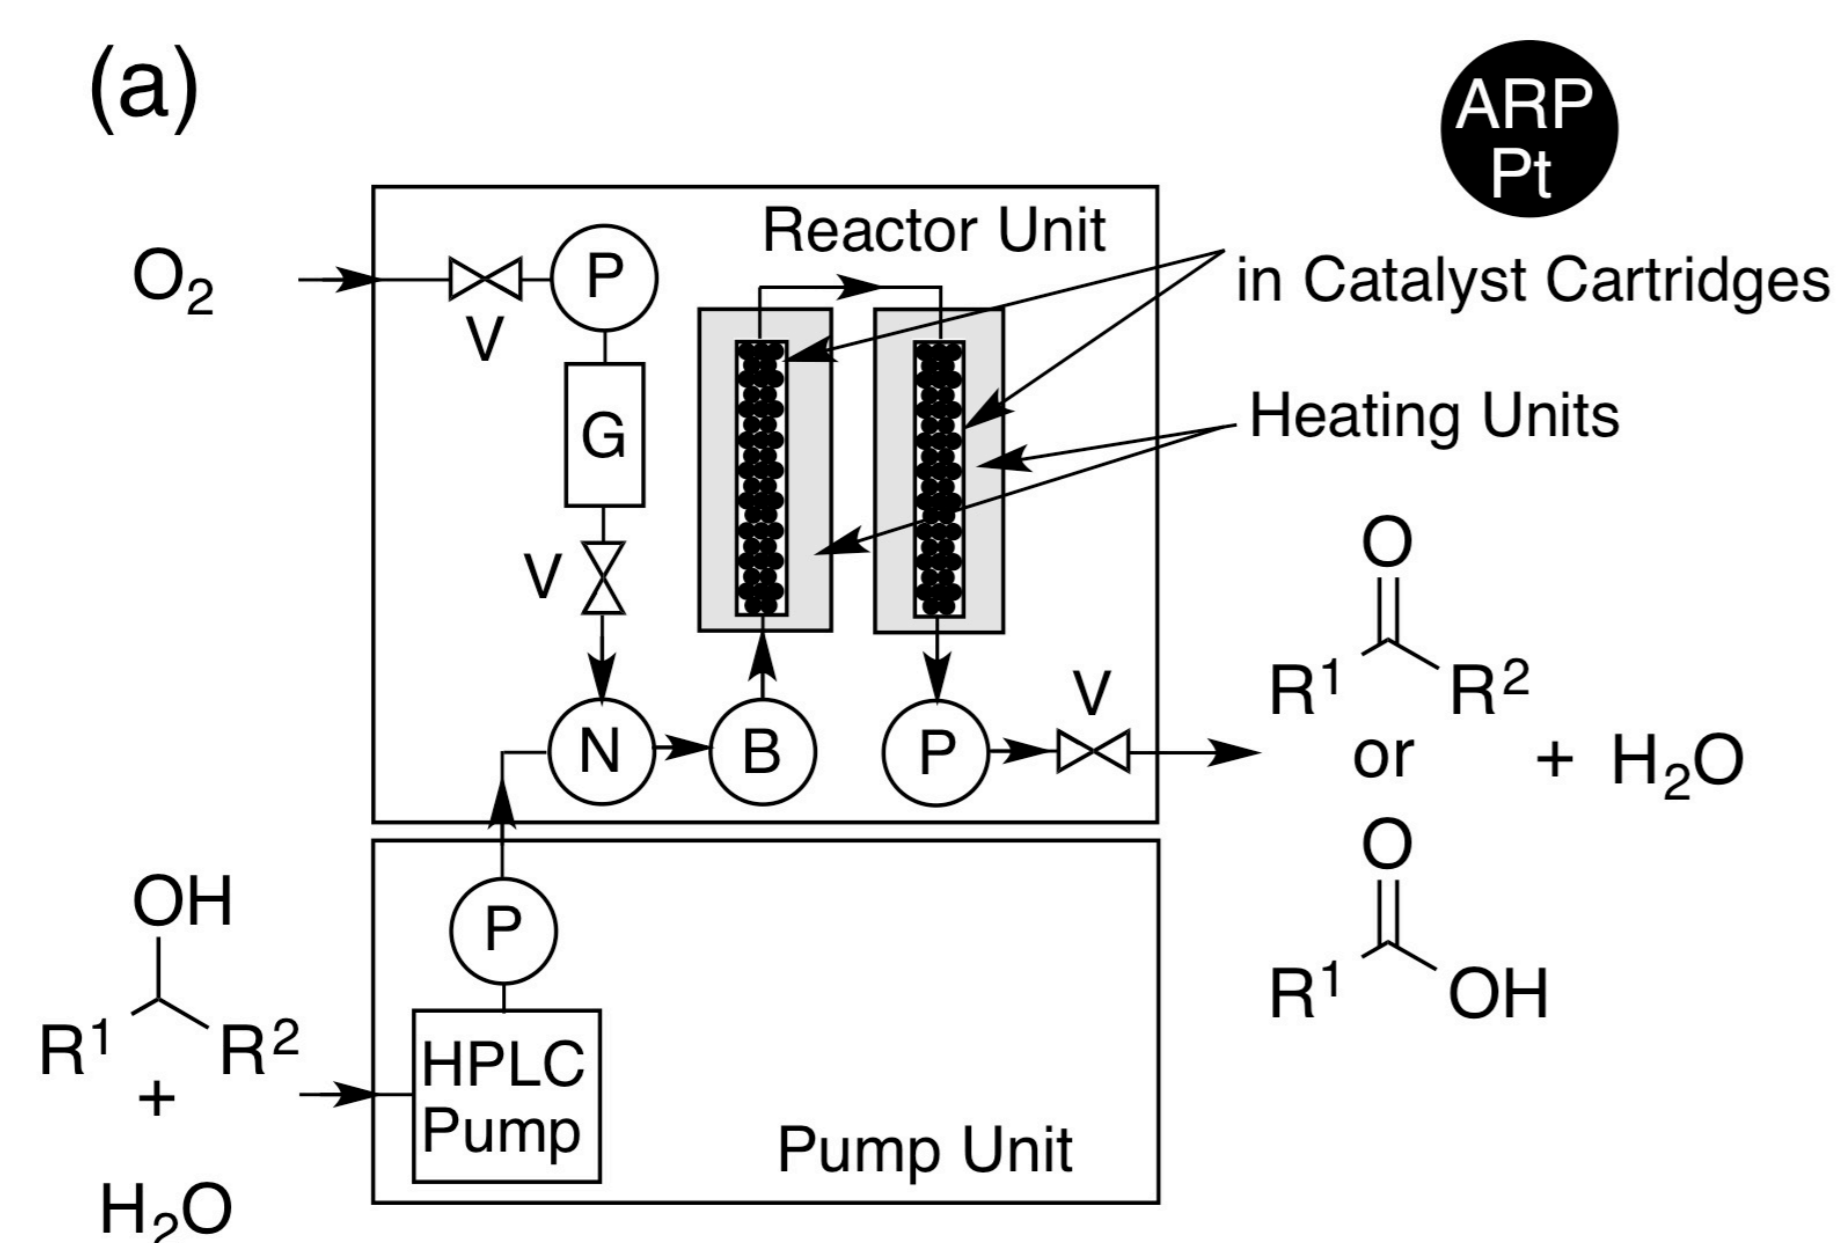 (a)
ARP
Pt
Reactor Unit
in Catalyst Cartridges
O₂
V
P
G
Heating Units
V
N
B
P
V
O
R¹
R²
or
+ H₂O
O
R¹
OH
P
OH
R¹
R²
+
H₂O
HPLC
Pump
Pump Unit